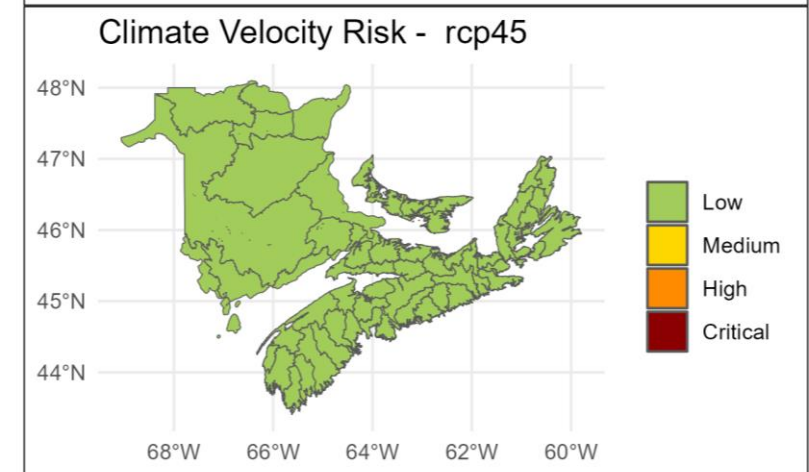 Climate Velocity Risk - rcp45
48°N
47°N
46°N
45°N
44°N
68°W 66°W 64°W 62°W 60°W
Low
Medium
High
Critical